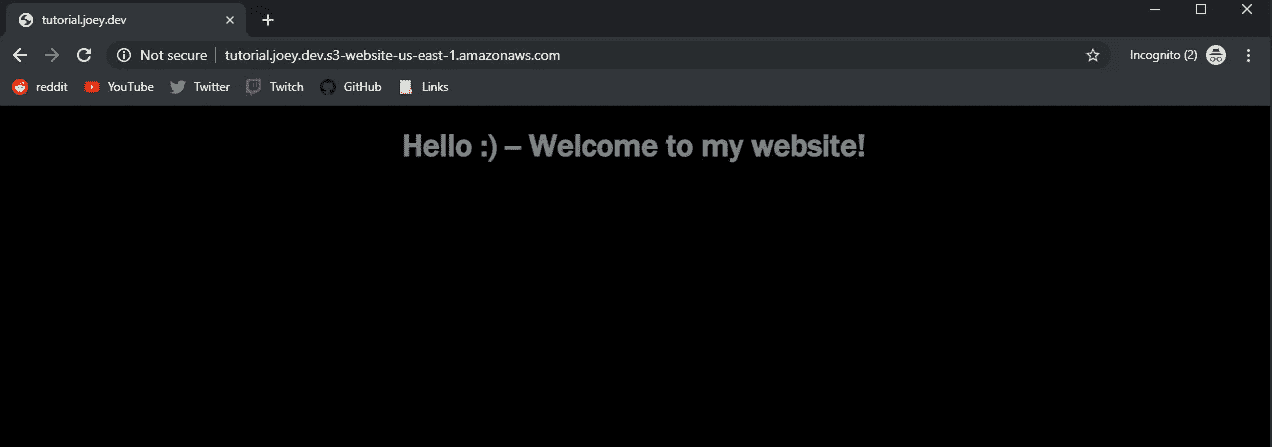 tutorial.joey.dev
Not secure tutorial.joey.dev.s3-website-us-east-1.amazonaws.com Incognito (2)
reddit YouTube Twitter Twitch GitHub Links
Hello :) – Welcome to my website!